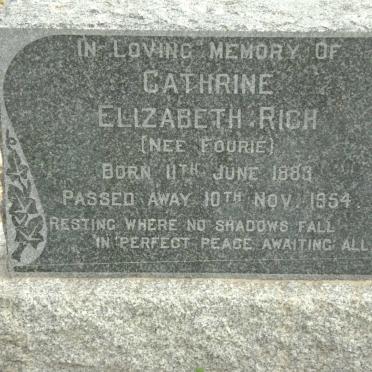 IN LOVING MEMORY OF
CATHRINE
ELIZABETH RICH
(NEE FOURIE)
BORN 11TH JUNE 1883
PASSED AWAY 10TH NOV. 1954.
RESTING WHERE NO SHADOWS FALL
IN PERFECT PEACE AWAITING ALL